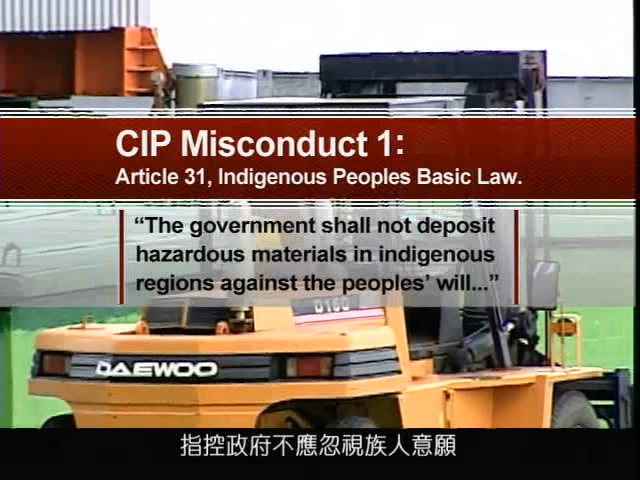 CIP Misconduct 1:
Article 31, Indigenous Peoples Basic Law.
“The government shall not deposit
hazardous materials in indigenous
regions against the peoples’ will...”
D160
DAEWOO
指控政府不應忽視族人意願